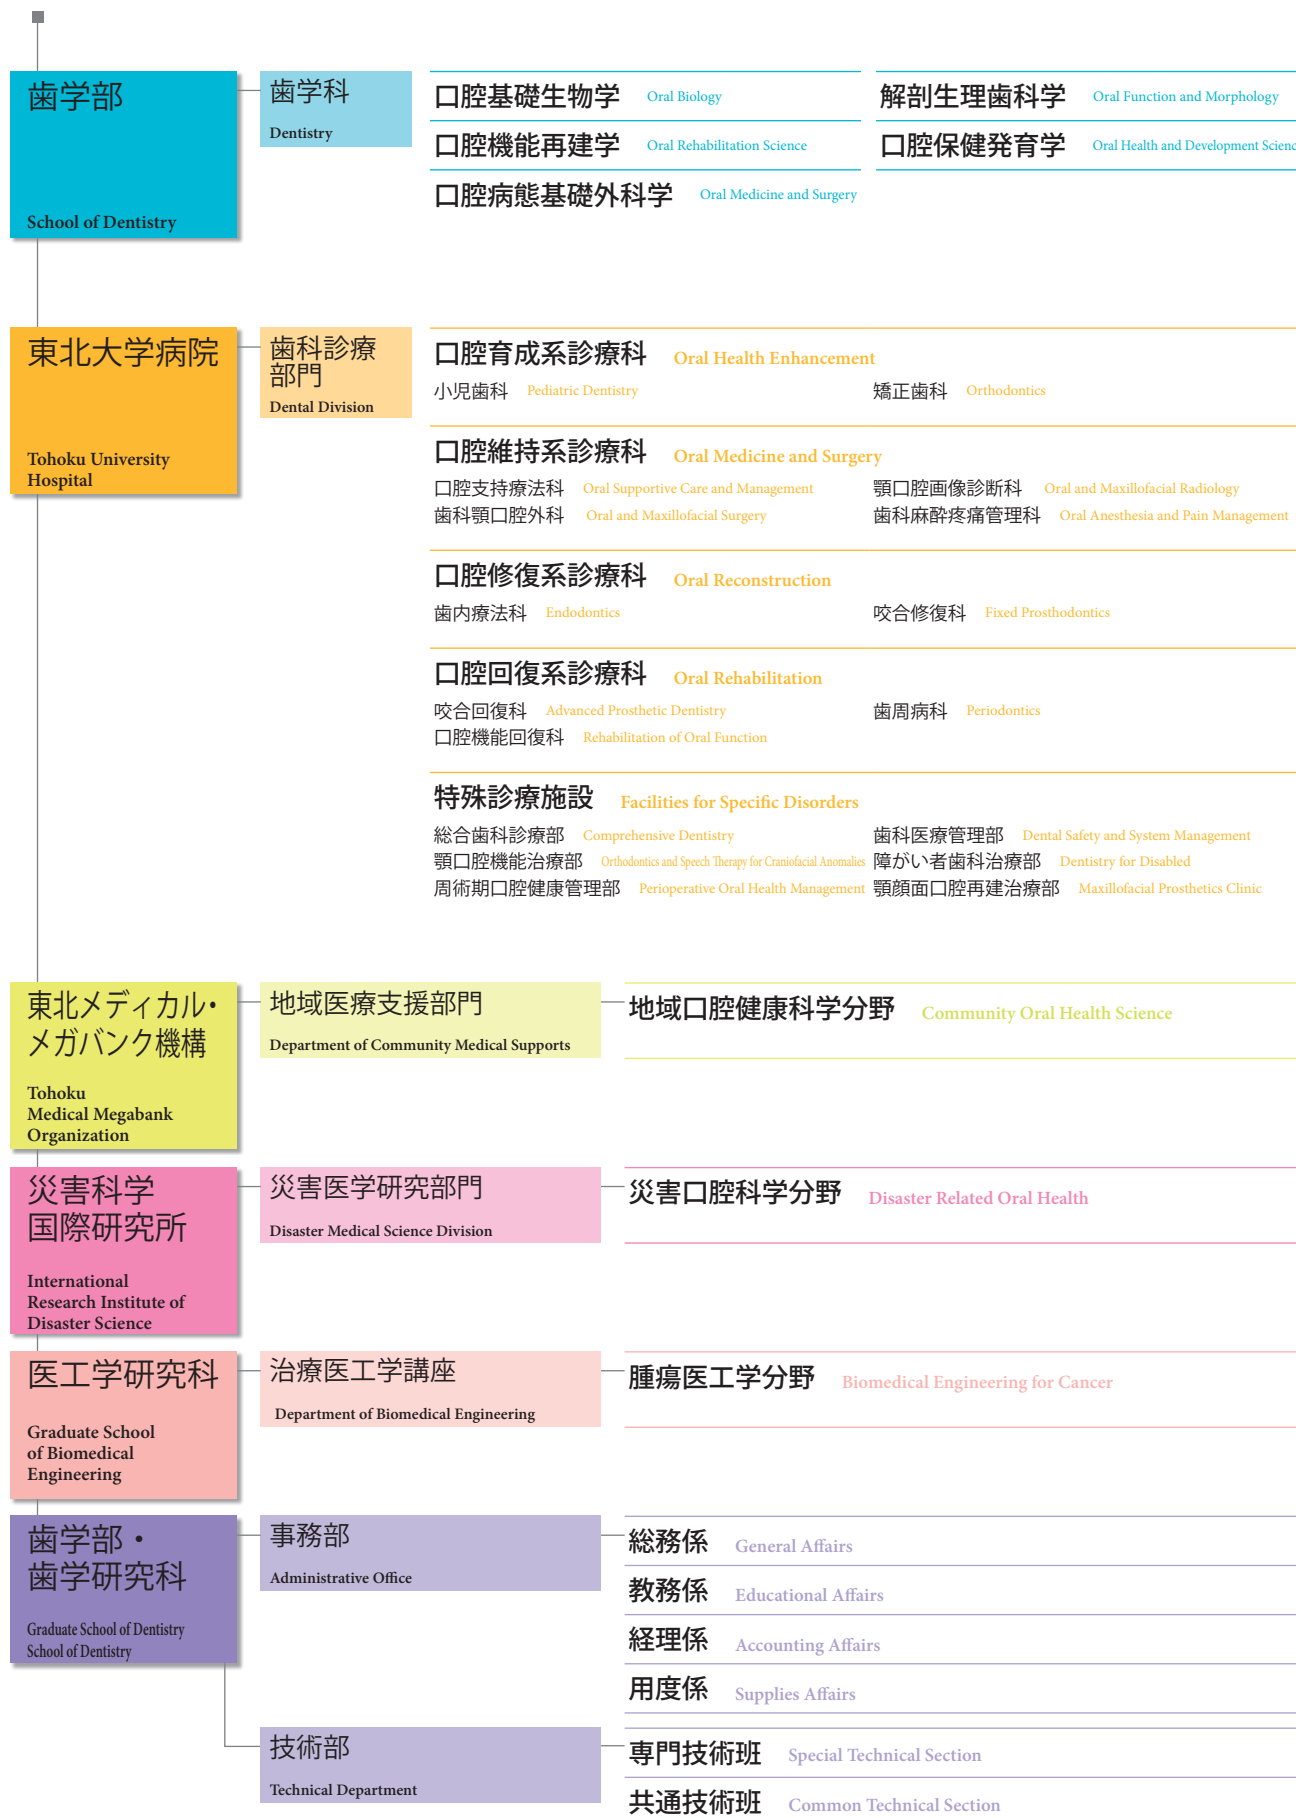 歯学部
School of Dentistry
歯学科
Dentistry
口腔基礎生物学 Oral Biology
解剖生理歯科学 Oral Function and Morphology
口腔機能再建学 Oral Rehabilitation Science
口腔保健発育学 Oral Health and Development Scienc
口腔病態基礎外科学 Oral Medicine and Surgery
東北大学病院
Tohoku University
Hospital
歯科診療
部門
Dental Division
口腔育成系診療科 Oral Health Enhancement
小児歯科 Pediatric Dentistry
矯正歯科 Orthodontics
口腔維持系診療科 Oral Medicine and Surgery
口腔支持療法科 Oral Supportive Care and Management
顎口腔画像診断科 Oral and Maxillofacial Radiology
歯科顎口腔外科 Oral and Maxillofacial Surgery
歯科麻酔疼痛管理科 Oral Anesthesia and Pain Management
口腔修復系診療科 Oral Reconstruction
歯内療法科 Endodontics
咬合修復科 Fixed Prosthodontics
口腔回復系診療科 Oral Rehabilitation
咬合回復科 Advanced Prosthetic Dentistry
歯周病科 Periodontics
口腔機能回復科 Rehabilitation of Oral Function
特殊診療施設 Facilities for Specific Disorders
総合歯科診療部 Comprehensive Dentistry
歯科医療管理部 Dental Safety and System Management
顎口腔機能治療部 Orthodontics and Speech Therapy for Craniofacial Anomalies
障がい者歯科治療部 Dentistry for Disabled
周術期口腔健康管理部 Perioperative Oral Health Management
顎顔面口腔再建治療部 Maxillofacial Prosthetics Clinic
東北メディカル・
メガバンク機構
Tohoku
Medical Megabank
Organization
地域医療支援部門
Department of Community Medical Supports
地域口腔健康科学分野 Community Oral Health Science
災害科学
国際研究所
International
Research Institute of
Disaster Science
災害医学研究部門
Disaster Medical Science Division
災害口腔科学分野 Disaster Related Oral Health
医工学研究科
Graduate School
of Biomedical
Engineering
治療医工学講座
Department of Biomedical Engineering
腫瘍医工学分野 Biomedical Engineering for Cancer
歯学部・
歯学研究科
Graduate School of Dentistry
School of Dentistry
事務部
Administrative Office
総務係 General Affairs
教務係 Educational Affairs
経理係 Accounting Affairs
用度係 Supplies Affairs
技術部
Technical Department
専門技術班 Special Technical Section
共通技術班 Common Technical Section